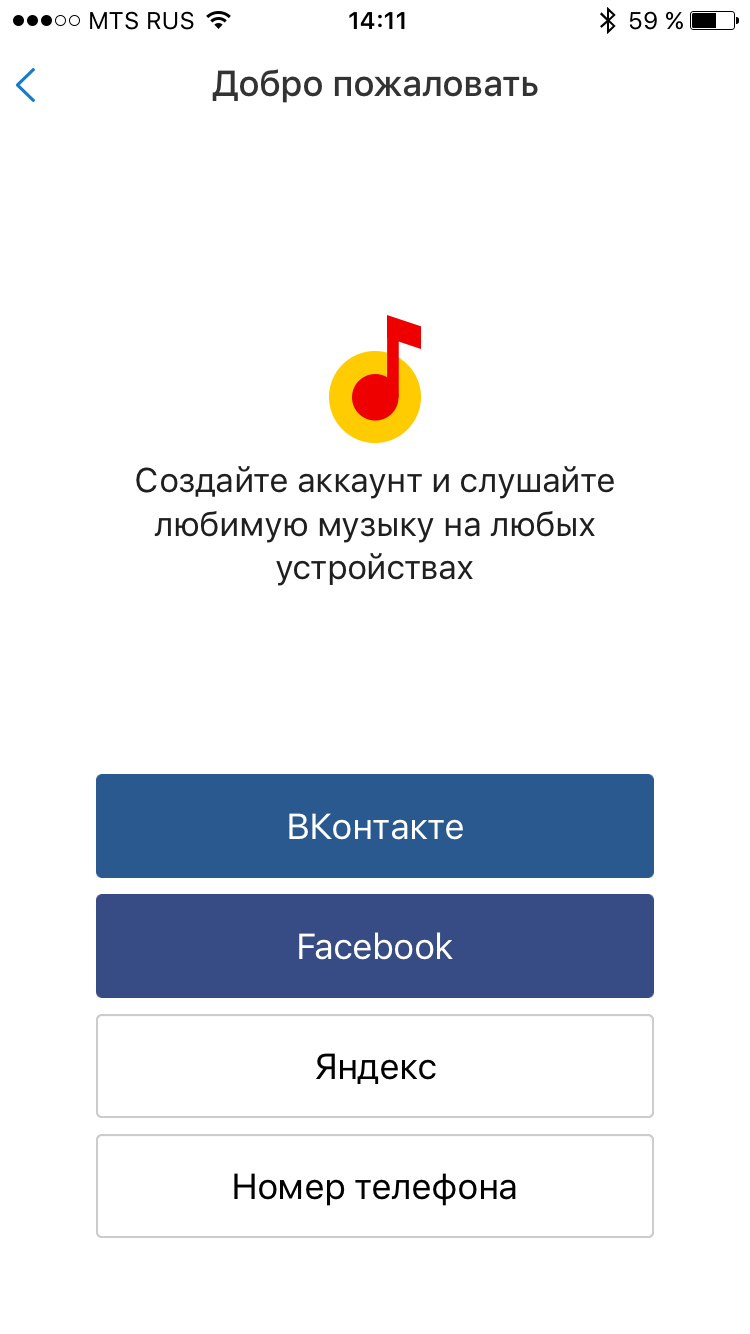 MTS RUS 14:11 59 %
Добро пожаловать
Создайте аккаунт и слушайте
любимую музыку на любых
устройствах
ВКонтакте
Facebook
Яндекс
Номер телефона